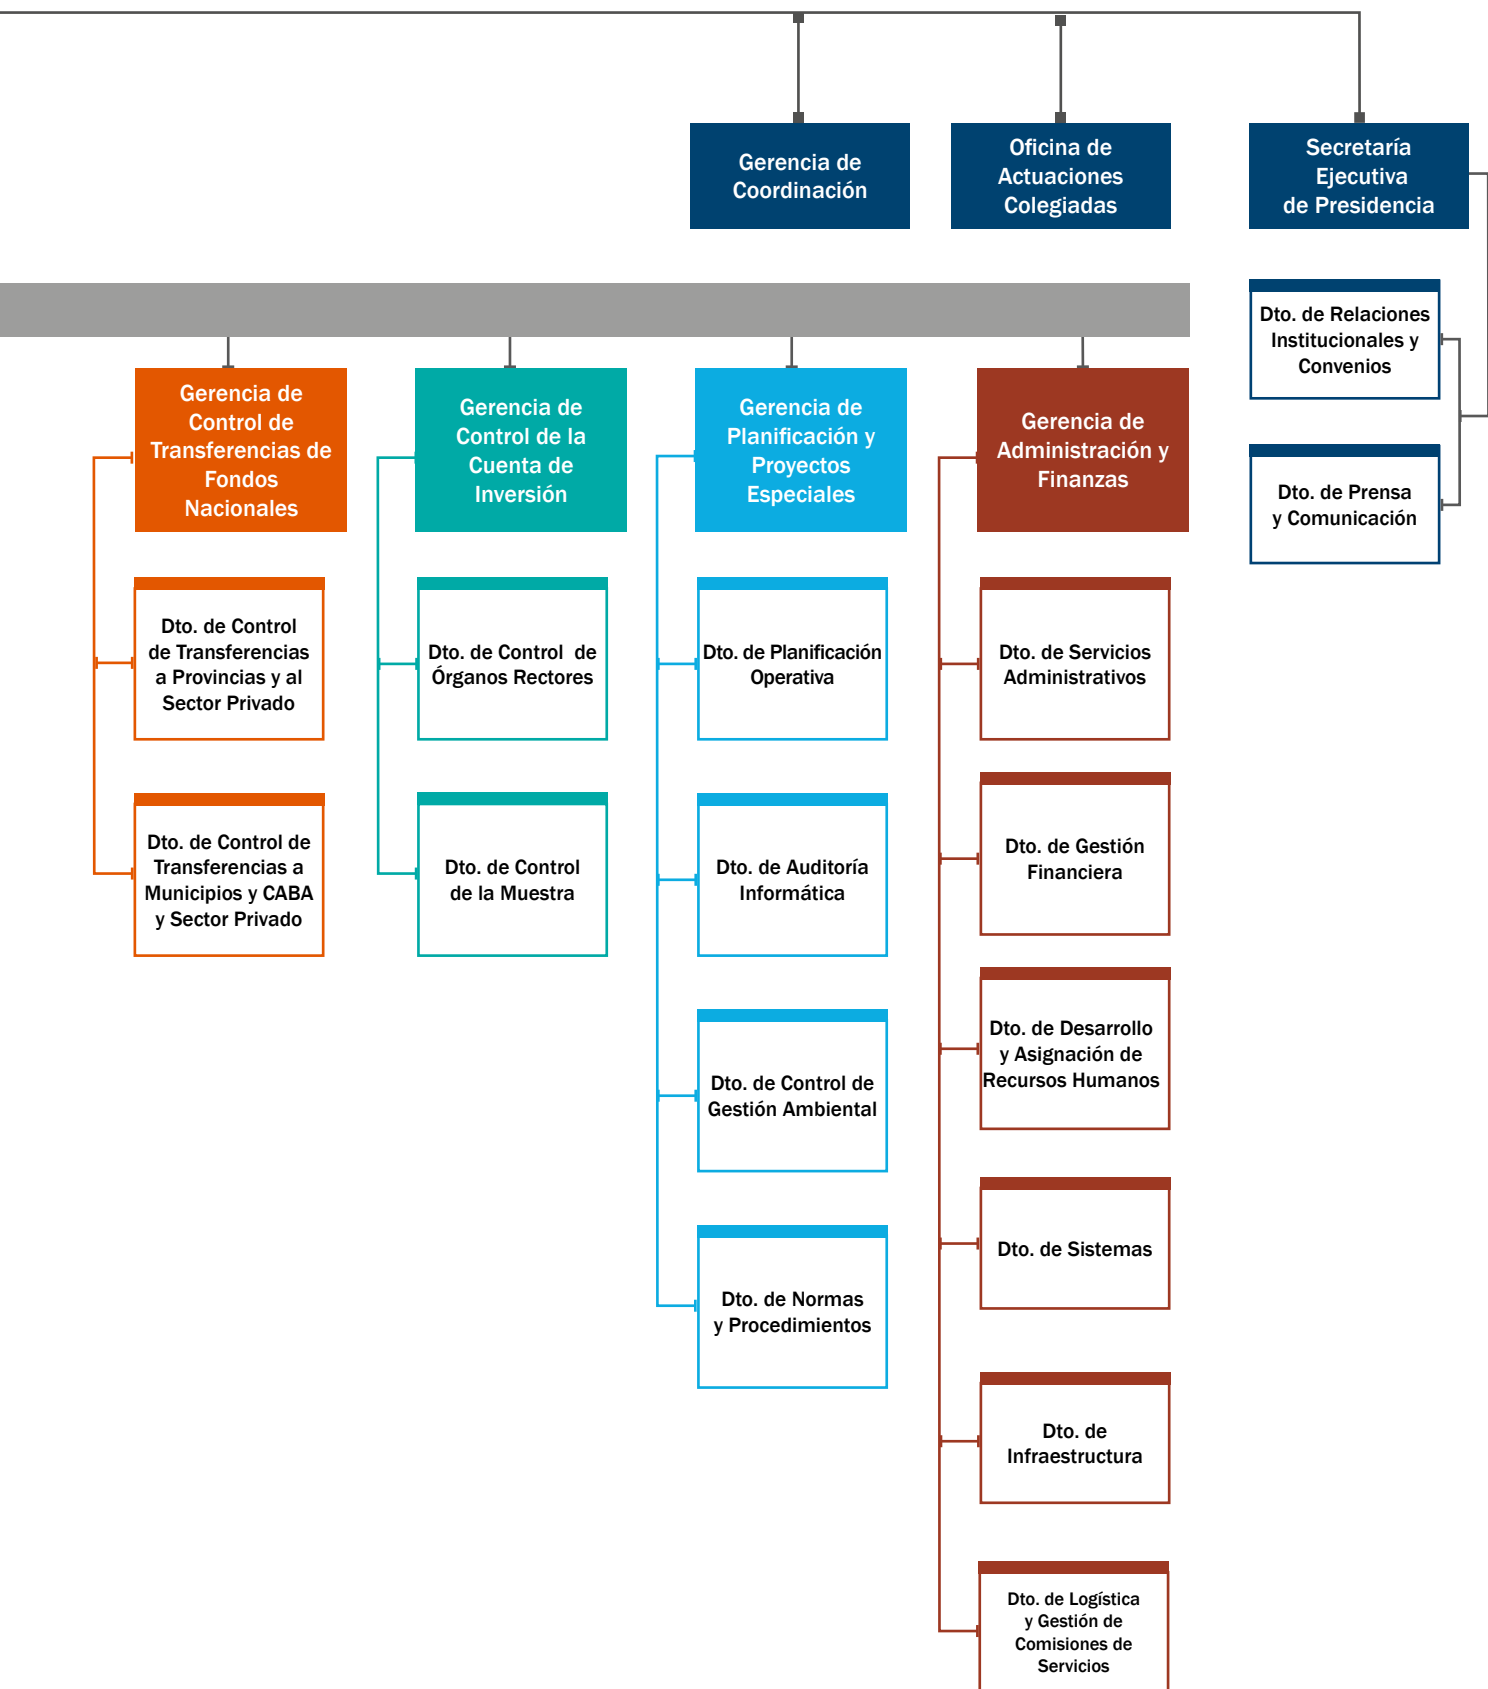 Gerencia de
Coordinación
Oficina de
Actuaciones
Colegiadas
Secretaría
Ejecutiva
de Presidencia
Dto. de Relaciones
Institucionales y
Convenios
Dto. de Prensa
y Comunicación
Gerencia de
Control de
Transferencias de
Fondos
Nacionales
Dto. de Control
de Transferencias
a Provincias y al
Sector Privado
Dto. de Control de
Transferencias a
Municipios y CABA
y Sector Privado
Gerencia de
Control de la
Cuenta de
Inversión
Dto. de Control de
Órganos Rectores
Dto. de Control
de la Muestra
Gerencia de
Planificación y
Proyectos
Especiales
Dto. de Planificación
Operativa
Dto. de Auditoría
Informática
Dto. de Control de
Gestión Ambiental
Dto. de Normas
y Procedimientos
Gerencia de
Administración y
Finanzas
Dto. de Servicios
Administrativos
Dto. de Gestión
Financiera
Dto. de Desarrollo
y Asignación de
Recursos Humanos
Dto. de Sistemas
Dto. de
Infraestructura
Dto. de Logística
y Gestión de
Comisiones de
Servicios